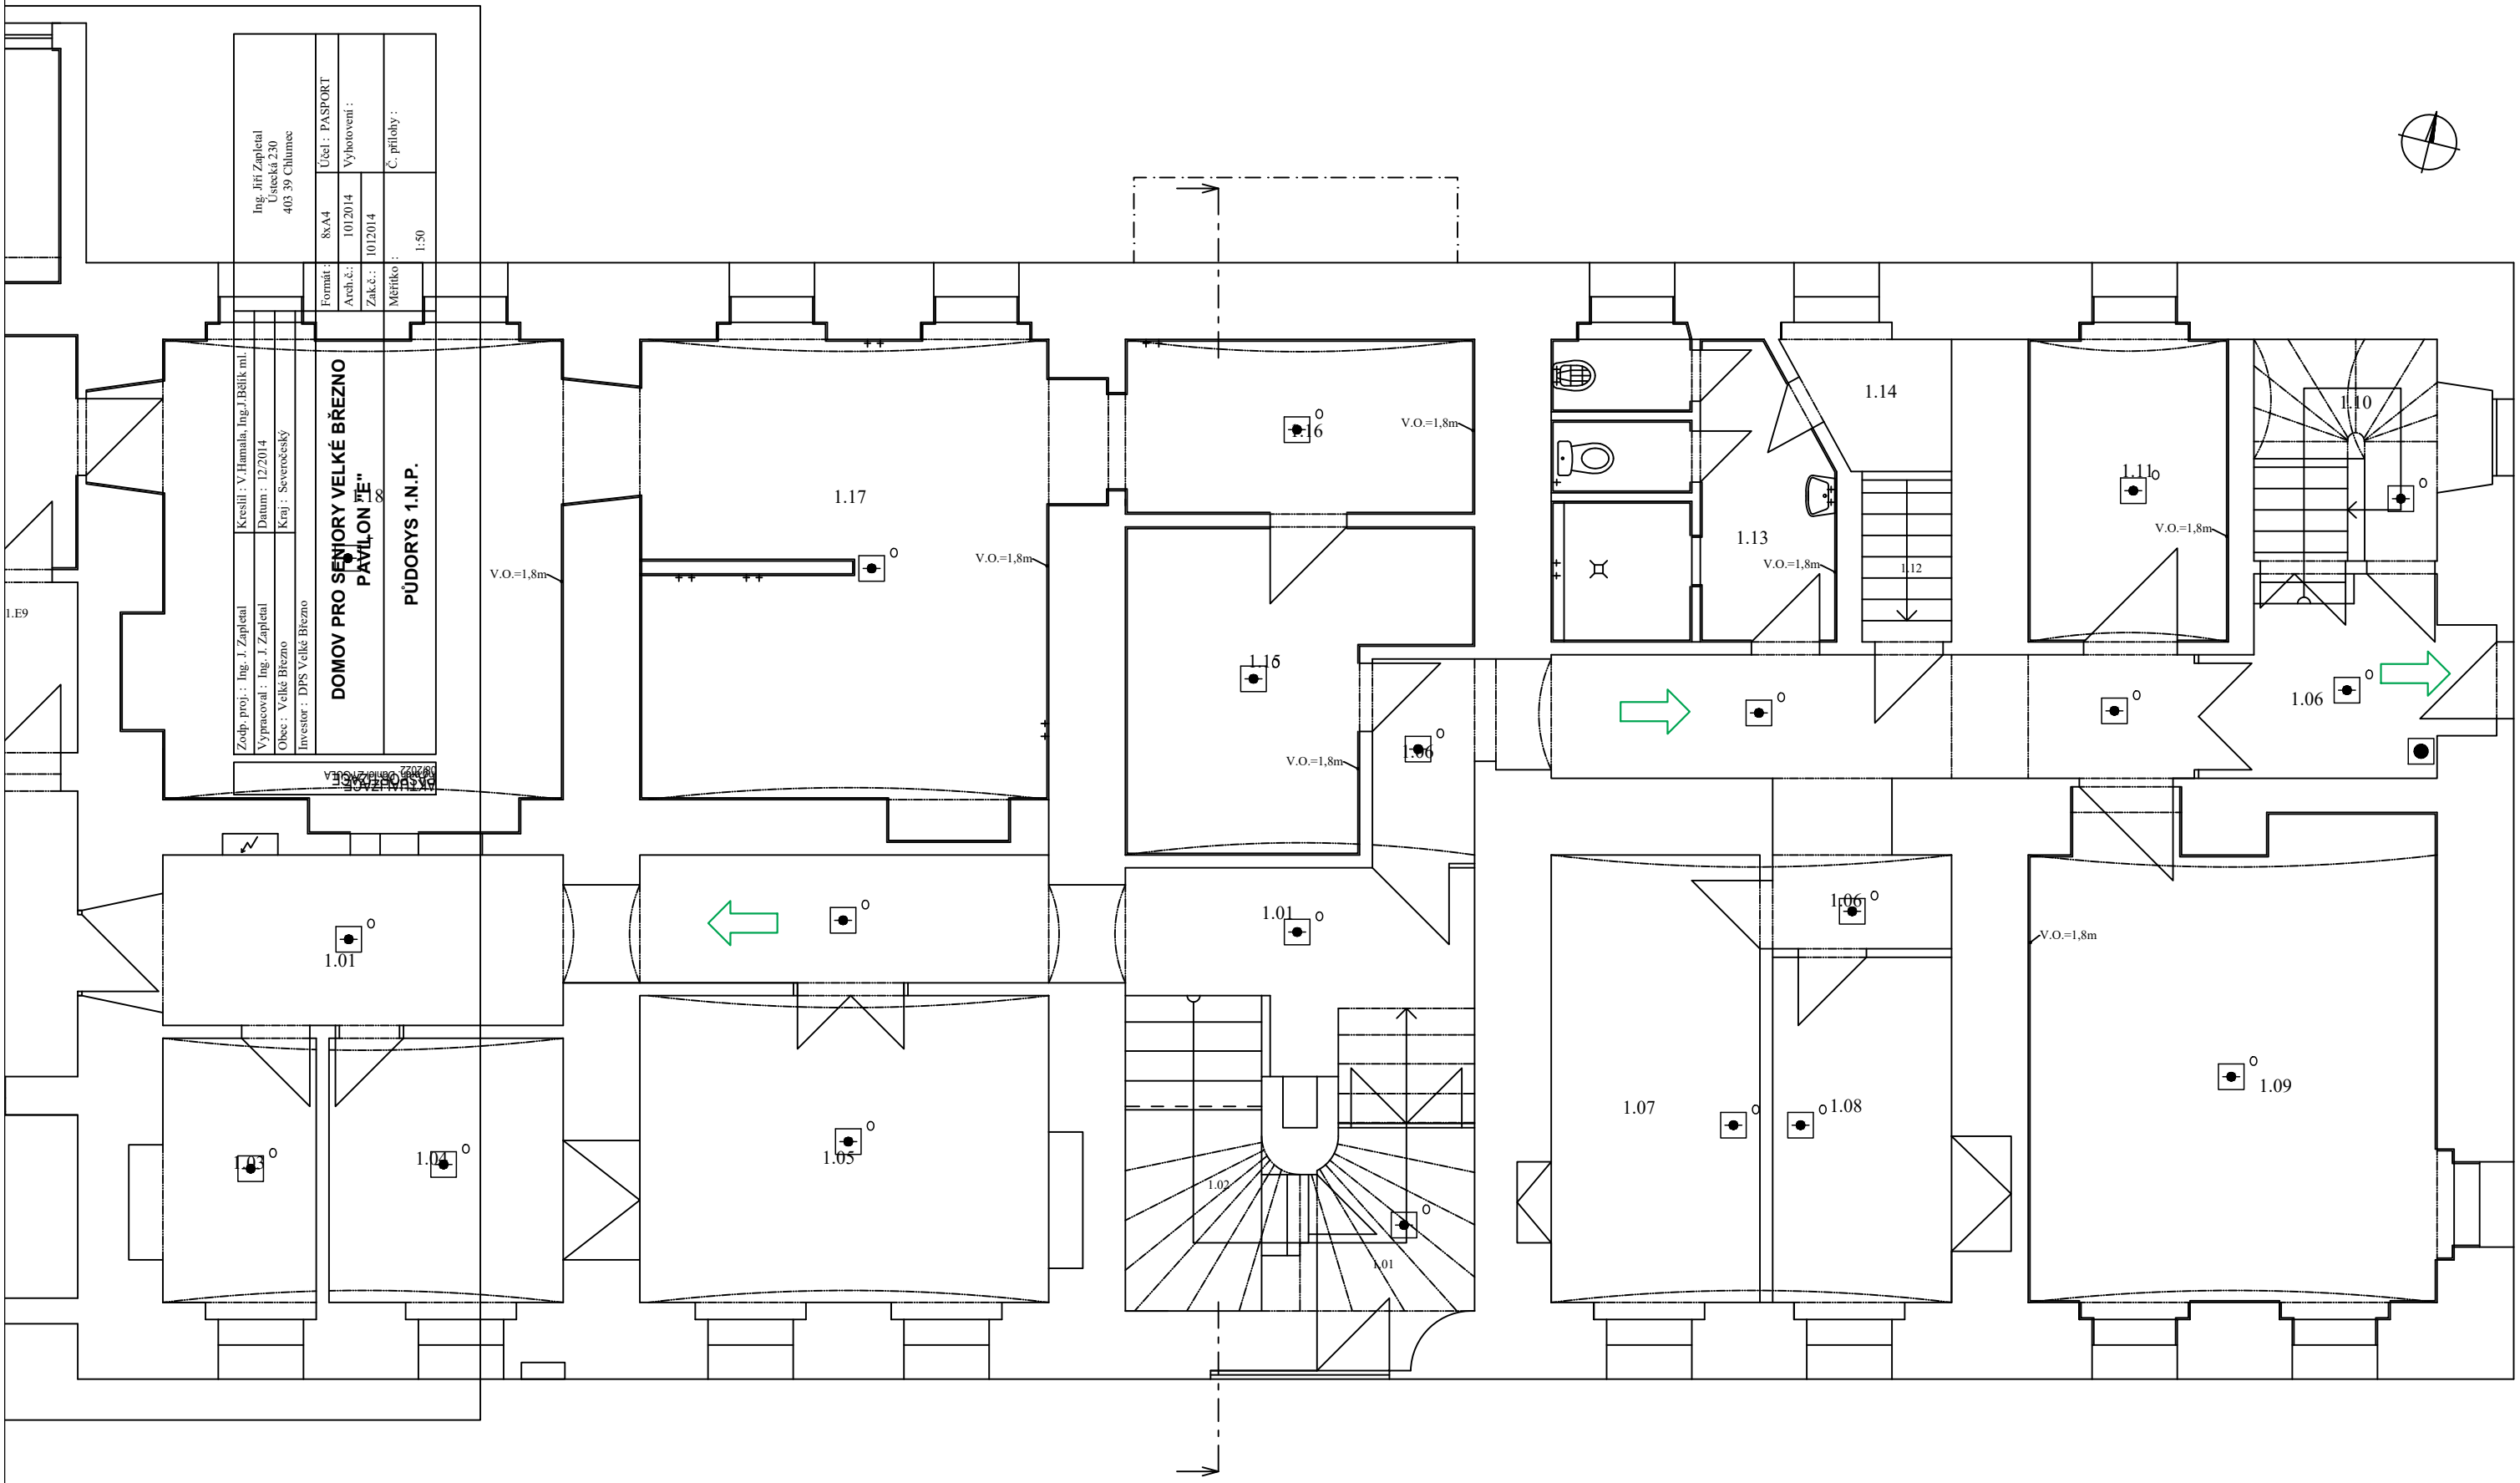 Ing. Jiří Zapletal
Ústecká 230
403 39 Chlumec
Formát : 8xA4 Účel : PASPORT
Arch.č.: 1012014 Vyhotovení :
Zak.č. : 1012014
Měřítko : 1:50 Č. přílohy :
Zodp. proj. : Ing. J. Zapletal Kreslil : V.Hamala, Ing.J.Bělík ml.
Vypracoval : Ing. J. Zapletal Datum : 12/2014
Obec : Velké Březno Kraj : Severočeský
Investor : DPS Velké Březno
DOMOV PRO SENIORY VELKÉ BŘEZNO
PAVILON "E"
PŮDORYS 1.N.P.
AKTUALIZACE
PASPORTIZACE
08/2022
1.18
V.O.=1,8m
1.17
V.O.=1,8m
1.16
V.O.=1,8m
1.15
V.O.=1,8m
1.14
1.13
V.O.=1,8m
1.12
1.11
V.O.=1,8m
1.10
1.E9
1.06
1.06
1.06
1.01
1.01
1.01
1.02
1.03
1.04
1.05
1.07
1.08
1.09
V.O.=1,8m